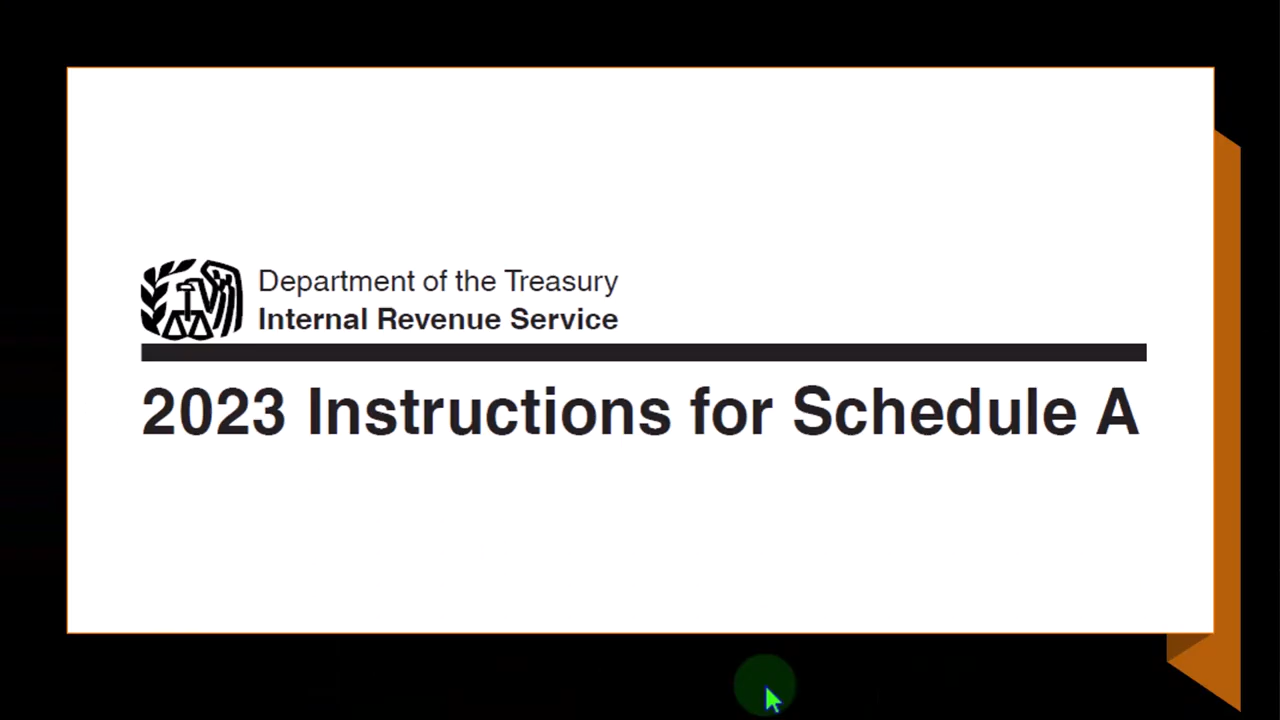 Department of the Treasury
Internal Revenue Service
2023 Instructions for Schedule A